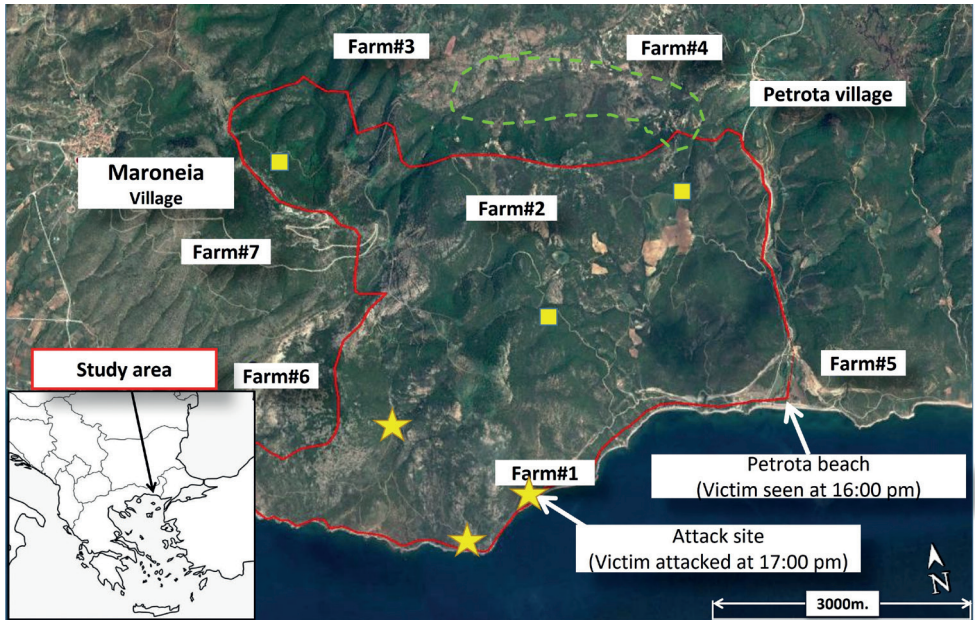 Farm#3
Farm#4
Petrota village
Maroneia
Village
Farm#2
Farm#7
Study area
Farm#6
Farm#5
Farm#1
Petrota beach
(Victim seen at 16:00 pm)
Attack site
(Victim attacked at 17:00 pm)
N
3000m.